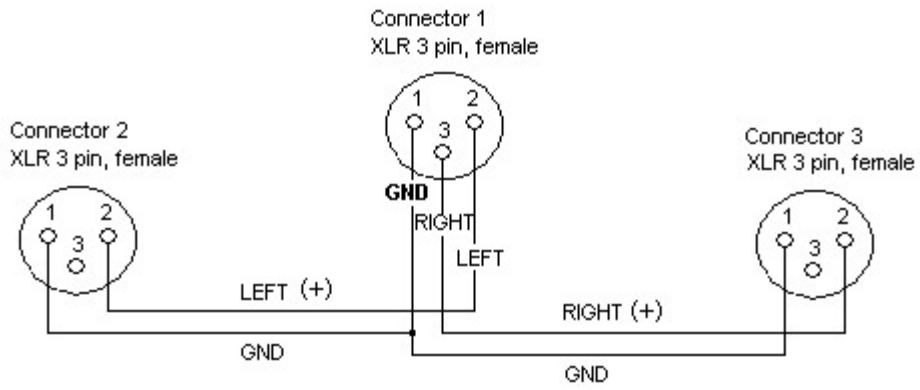 Connector 1
XLR 3 pin, female
1 2
3
GND
RIGHT
LEFT
Connector 2
XLR 3 pin, female
1 2
3
Connector 3
XLR 3 pin, female
1 2
3
LEFT (+)
GND
RIGHT (+)
GND